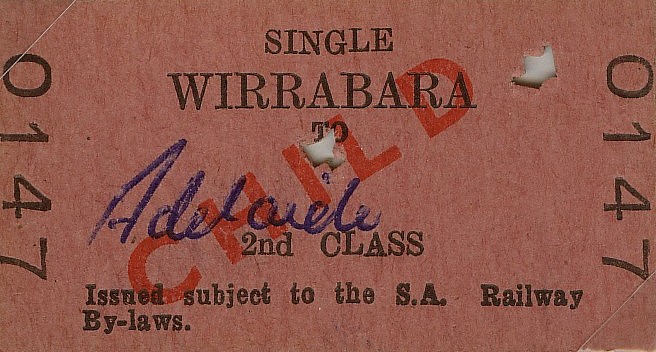 SINGLE
WIRRABARA
TO
Adelaide
2nd CLASS
CHILD
Issued subject to the S.A. Railway
By-laws.
0147
0147